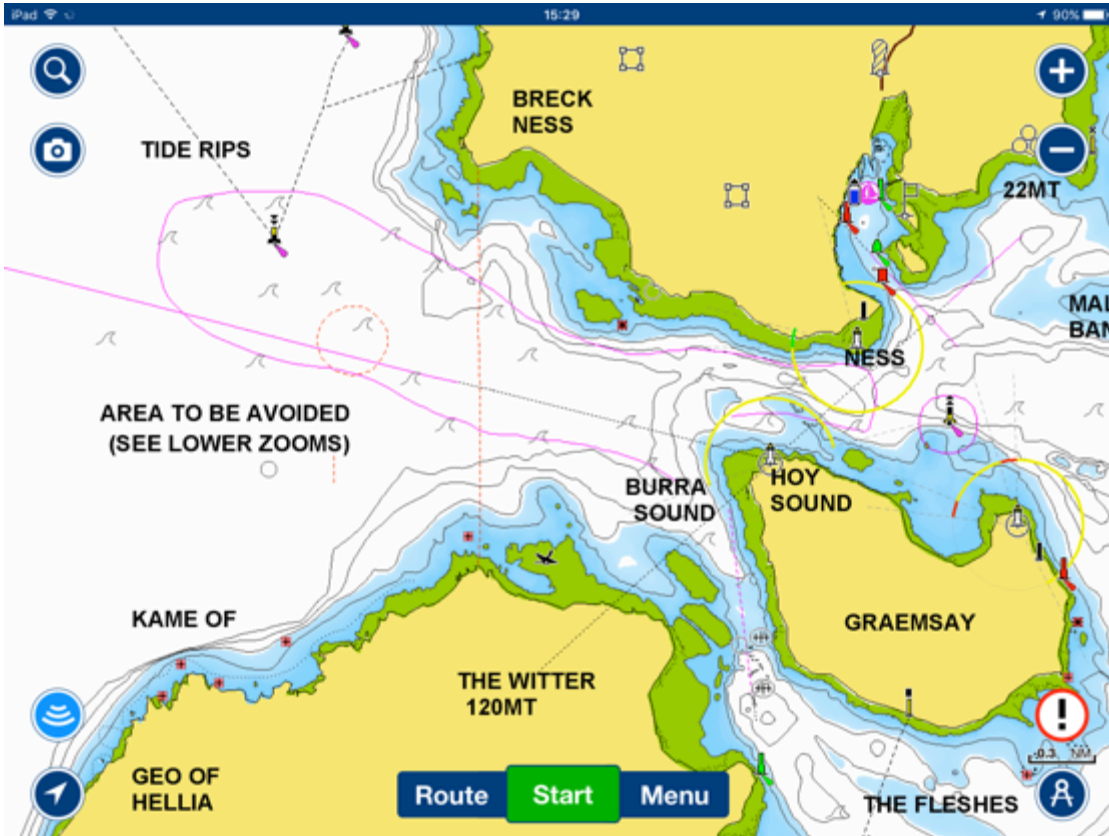 iPad 15:29 90%
BRECK
NESS
TIDE RIPS
22MT
NESS
AREA TO BE AVOIDED
(SEE LOWER ZOOMS)
BURRA
SOUND
HOY
SOUND
KAME OF
GRAEMSAY
THE WITTER
120MT
!
0.3 NM
GEO OF
HELLIA
Route Start Menu
THE FLESHES